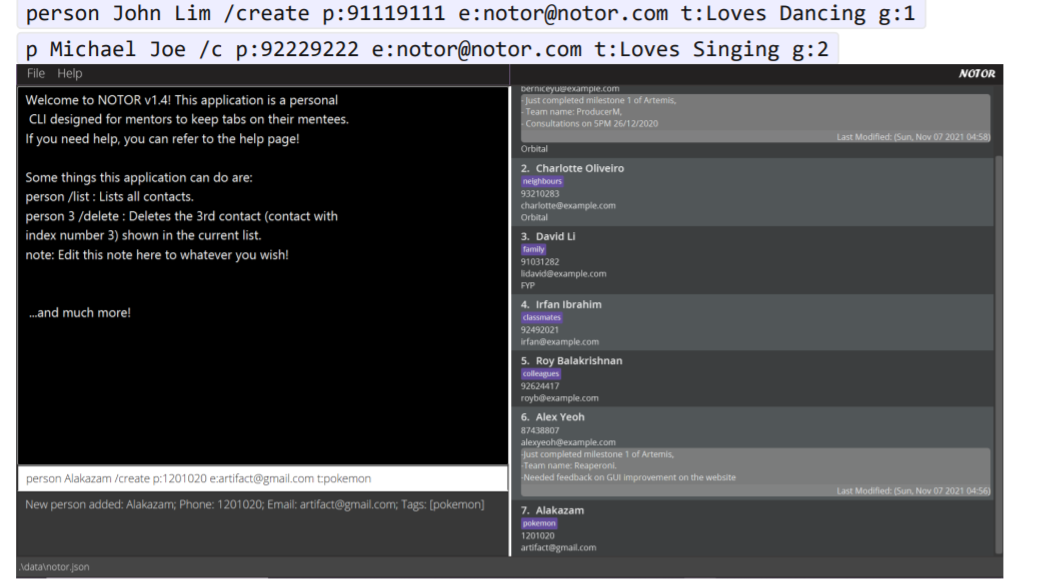 person John Lim /create p:91119111 e:notor@notor.com t:Loves Dancing g:1
p Michael Joe /c p:92229222 e:notor@notor.com t:Loves Singing g:2
File Help
NOTOR
Welcome to NOTOR v1.4! This application is a personal
CLI designed for mentors to keep tabs on their mentees.
If you need help, you can refer to the help page!
Some things this application can do are:
person /list : Lists all contacts.
person 3 /delete : Deletes the 3rd contact (contact with
index number 3) shown in the current list.
note: Edit this note here to whatever you wish!
...and much more!
person Alakazam /create p:1201020 e:artifact@gmail.com t:pokemon
New person added: Alakazam; Phone: 1201020; Email: artifact@gmail.com; Tags: [pokemon]
berniceyu@example.com
-Just completed milestone 1 of Artemis,
-Team name: ProducerM,
-Consultations on SPM 26/12/2020
Last Modified: (Sun, Nov 07 2021 04:58)
Orbital
2. Charlotte Oliveiro
neighbours
93210283
charlotte@example.com
Orbital
3. David Li
family
91031282
lidavid@example.com
FYP
4. Irfan Ibrahim
classmates
92492021
irfan@example.com
5. Roy Balakrishnan
colleagues
92624417
royb@example.com
6. Alex Yeoh
87438807
alexyeoh@example.com
-Just completed milestone 1 of Artemis,
-Team name: Reaperoni.
-Needed feedback on GUI improvement on the website
Last Modified: (Sun, Nov 07 2021 04:56)
7. Alakazam
pokemon
1201020
artifact@gmail.com
.\data\notor.json